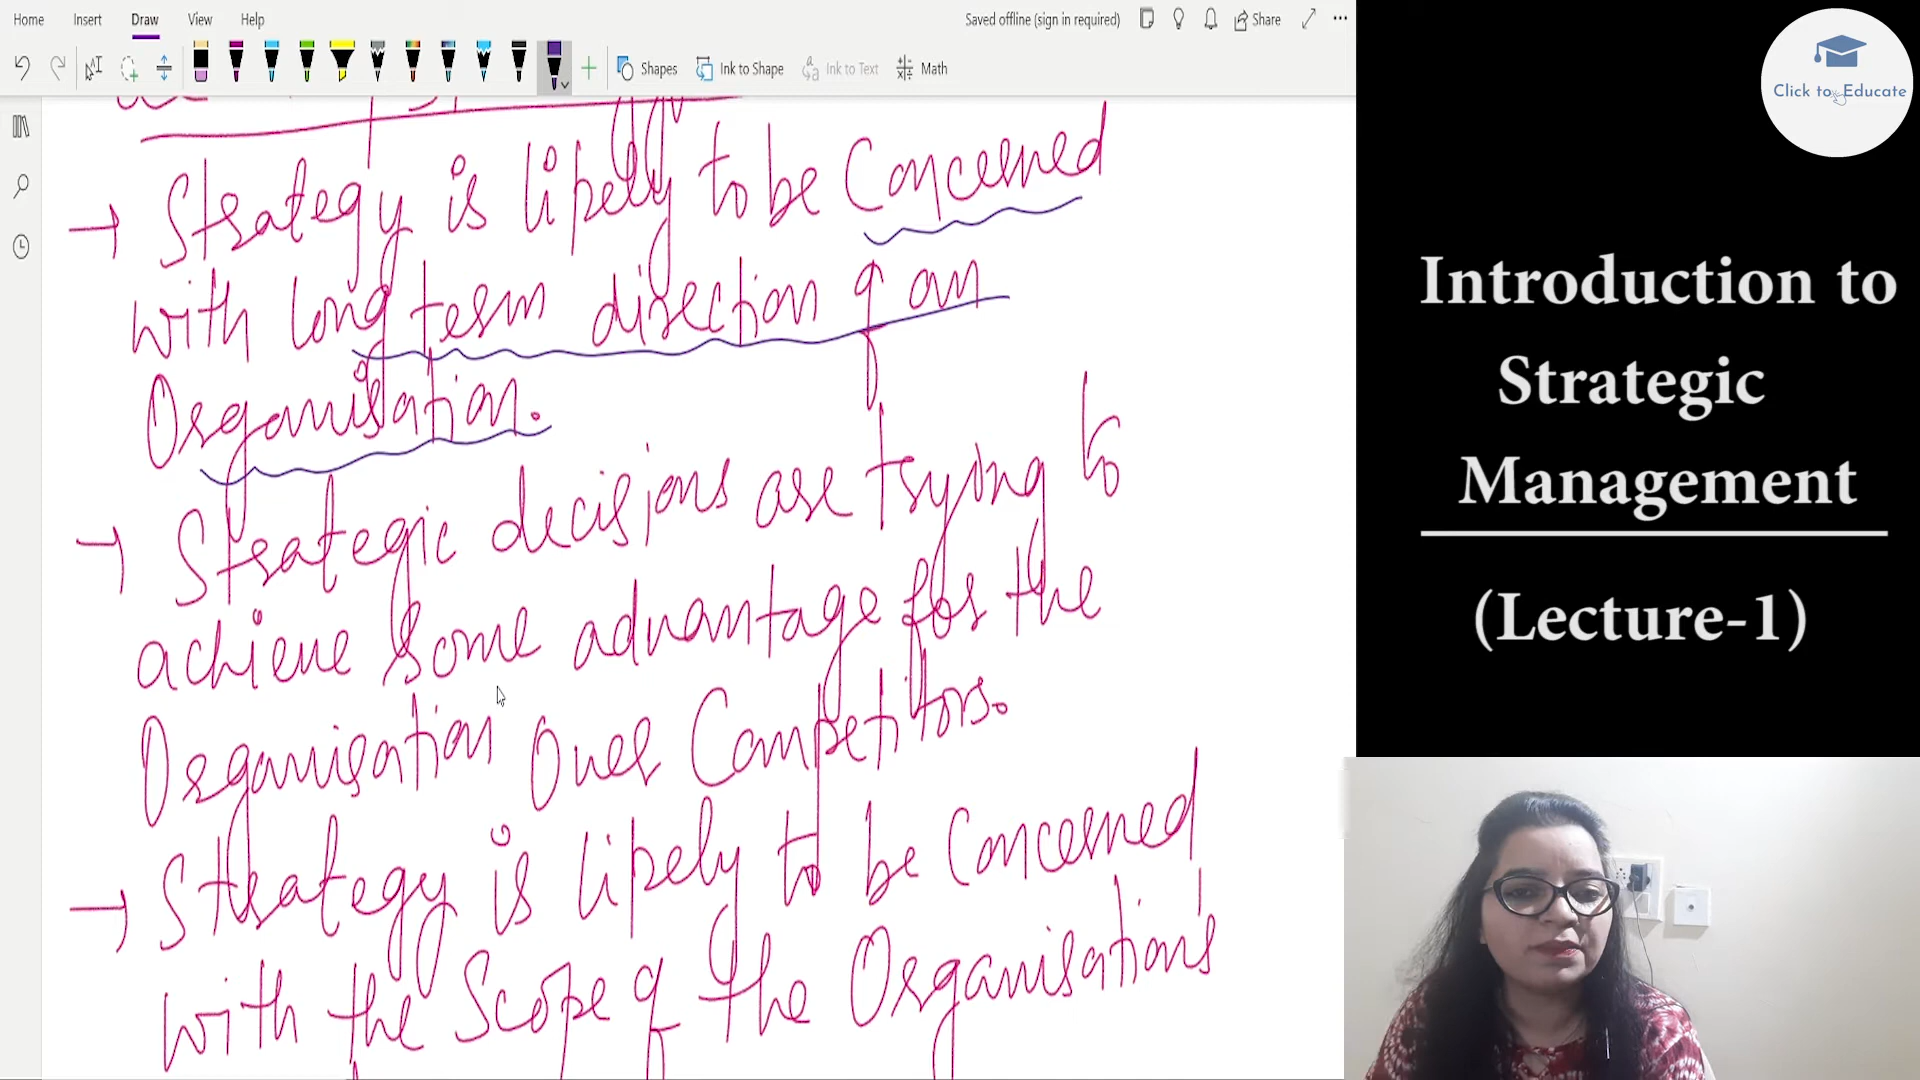 Home Insert Draw View Help Saved offline (sign in required) Share
Shapes Ink to Shape Ink to Text Math
→ Strategy is likely to be Concerned
with long term direction of an
Organisation.
→ Strategic decisions are trying to
achieve some advantage for the
Organisation Over Competitors.
→ Strategy is likely to be Concerned
with the Scope of the Organisation's
Click to Educate
Introduction to
Strategic
Management
(Lecture-1)